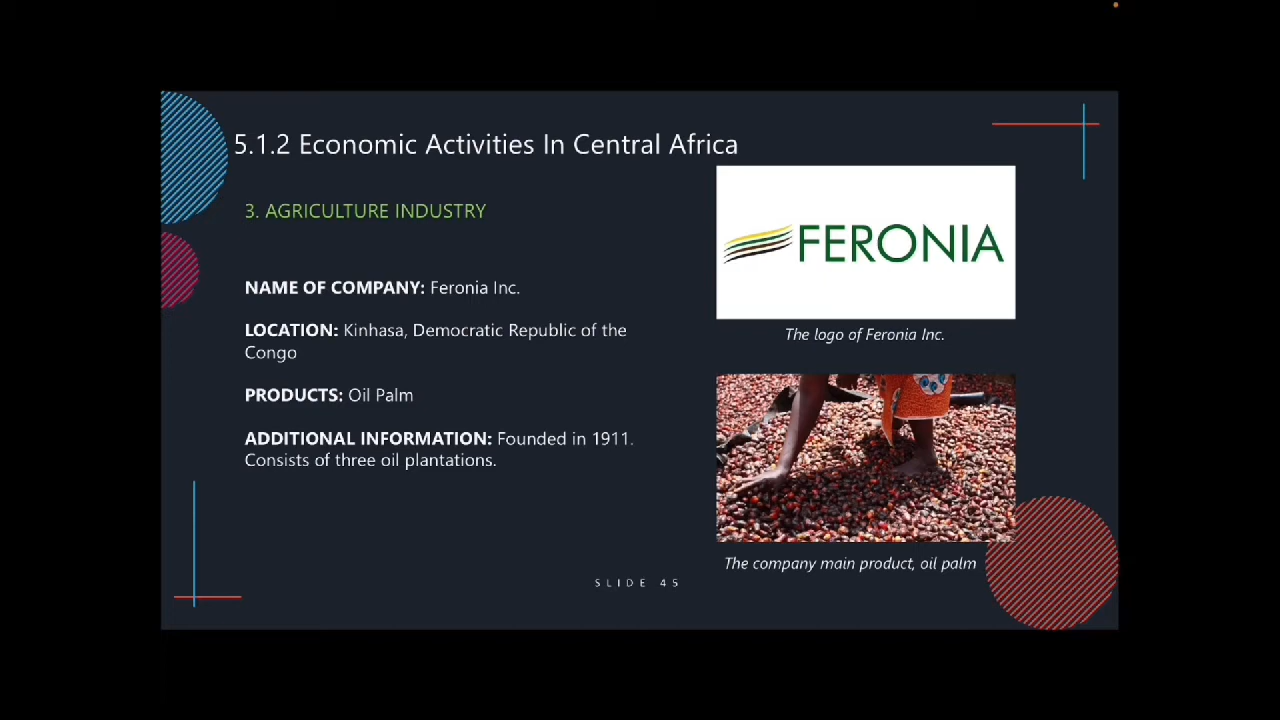 5.1.2 Economic Activities In Central Africa
3. AGRICULTURE INDUSTRY
NAME OF COMPANY: Feronia Inc.
LOCATION: Kinhasa, Democratic Republic of the
Congo
PRODUCTS: Oil Palm
ADDITIONAL INFORMATION: Founded in 1911.
Consists of three oil plantations.
FERONIA
The logo of Feronia Inc.
The company main product, oil palm
SLIDE 45